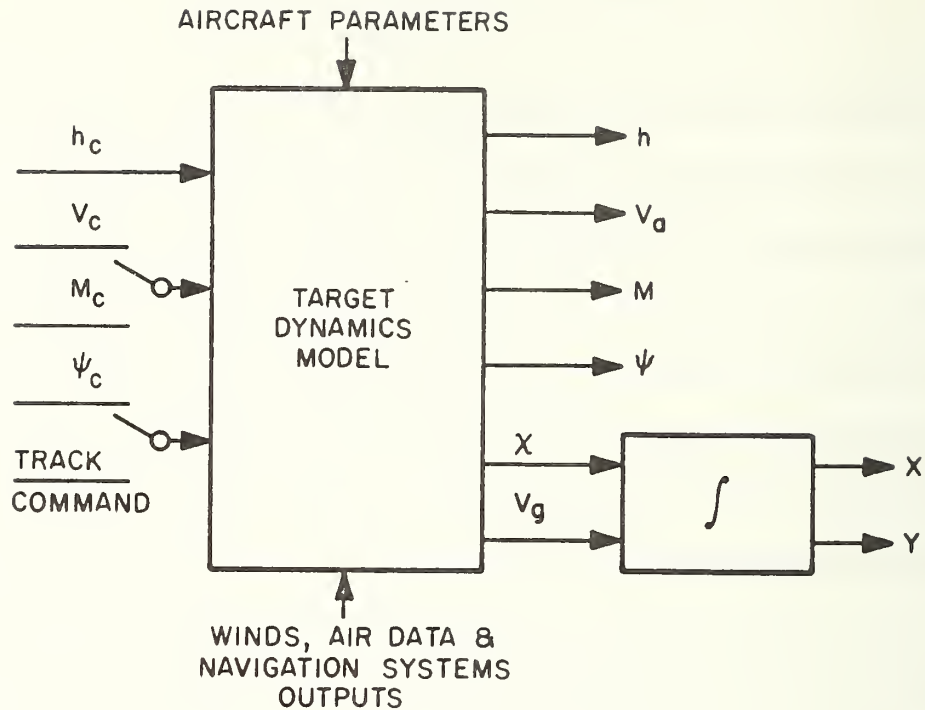 AIRCRAFT PARAMETERS
h_c
V_c
M_c
ψ_c
TRACK
COMMAND
TARGET
DYNAMICS
MODEL
h
V_a
M
ψ
χ
V_g
∫
X
Y
WINDS, AIR DATA &
NAVIGATION SYSTEMS
OUTPUTS